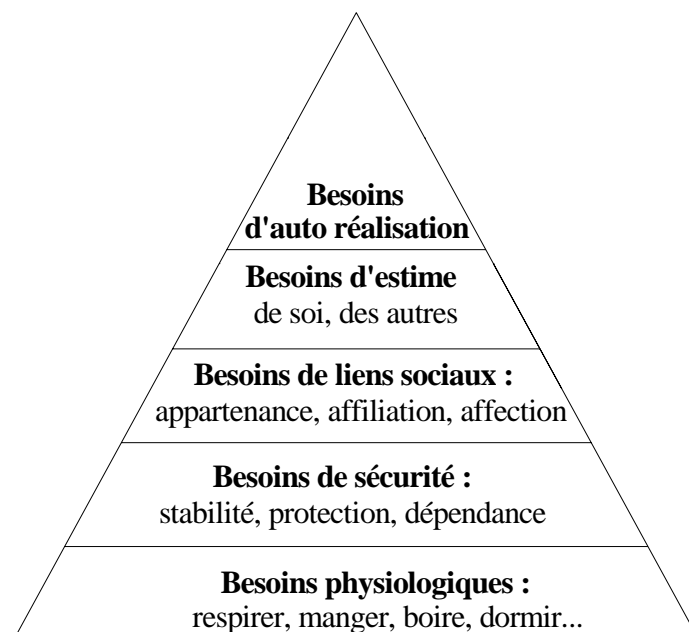 Besoins
d'auto réalisation
Besoins d'estime
de soi, des autres
Besoins de liens sociaux :
appartenance, affiliation, affection
Besoins de sécurité :
stabilité, protection, dépendance
Besoins physiologiques :
respirer, manger, boire, dormir...